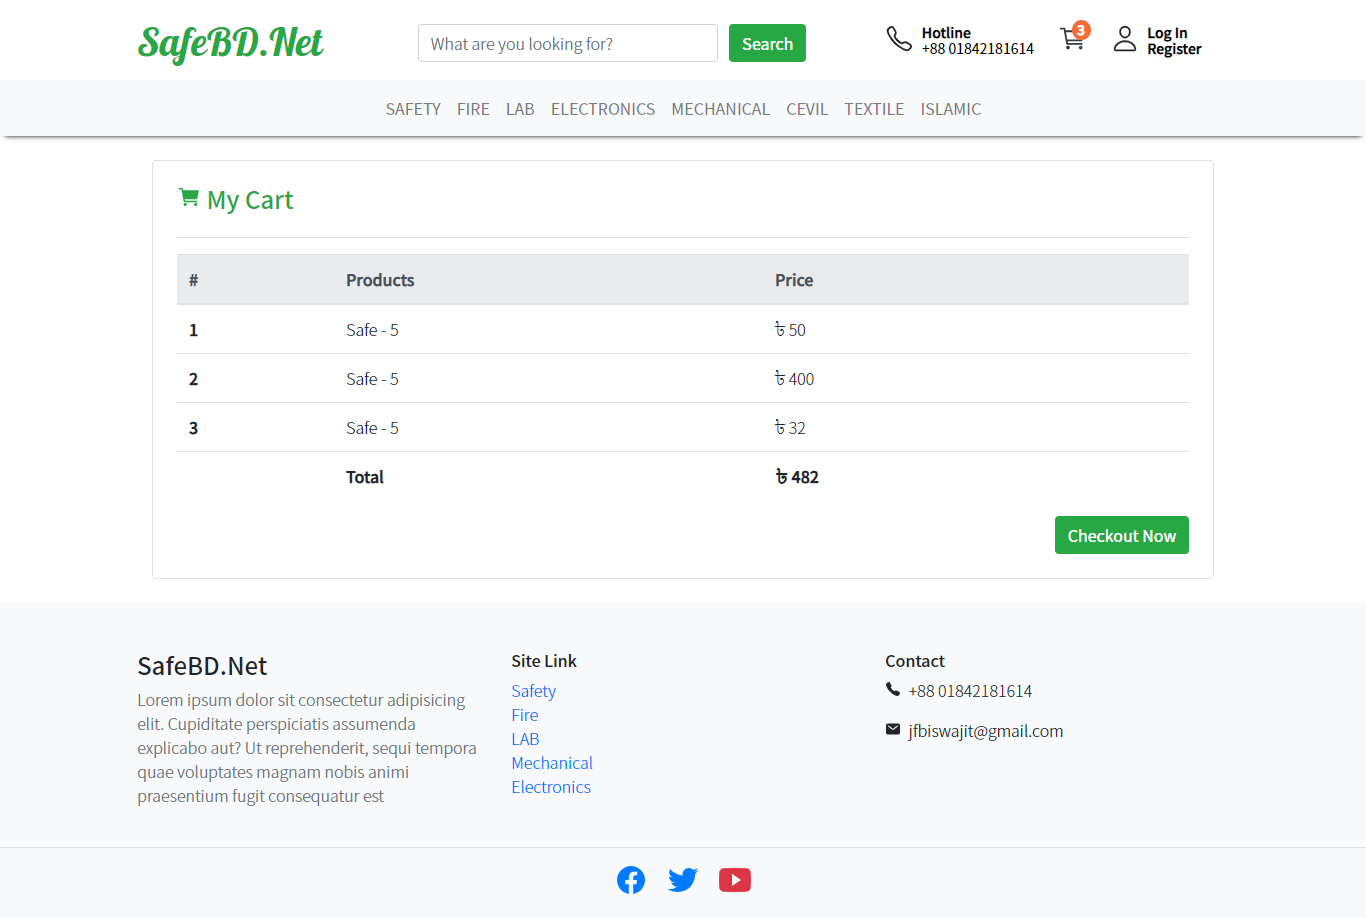 SafeBD.Net
What are you looking for?
Search
Hotline
+88 01842181614
3
Log In
Register
SAFETY FIRE LAB ELECTRONICS MECHANICAL CEVIL TEXTILE ISLAMIC
My Cart
# Products Price
1 Safe - 5 ৳ 50
2 Safe - 5 ৳ 400
3 Safe - 5 ৳ 32
Total ৳ 482
Checkout Now
SafeBD.Net
Lorem ipsum dolor sit consectetur adipisicing
elit. Cupiditate perspiciatis assumenda
explicabo aut? Ut reprehenderit, sequi tempora
quae voluptates magnam nobis animi
praesentium fugit consequatur est
Site Link
Safety
Fire
LAB
Mechanical
Electronics
Contact
+88 01842181614
jfbiswajit@gmail.com